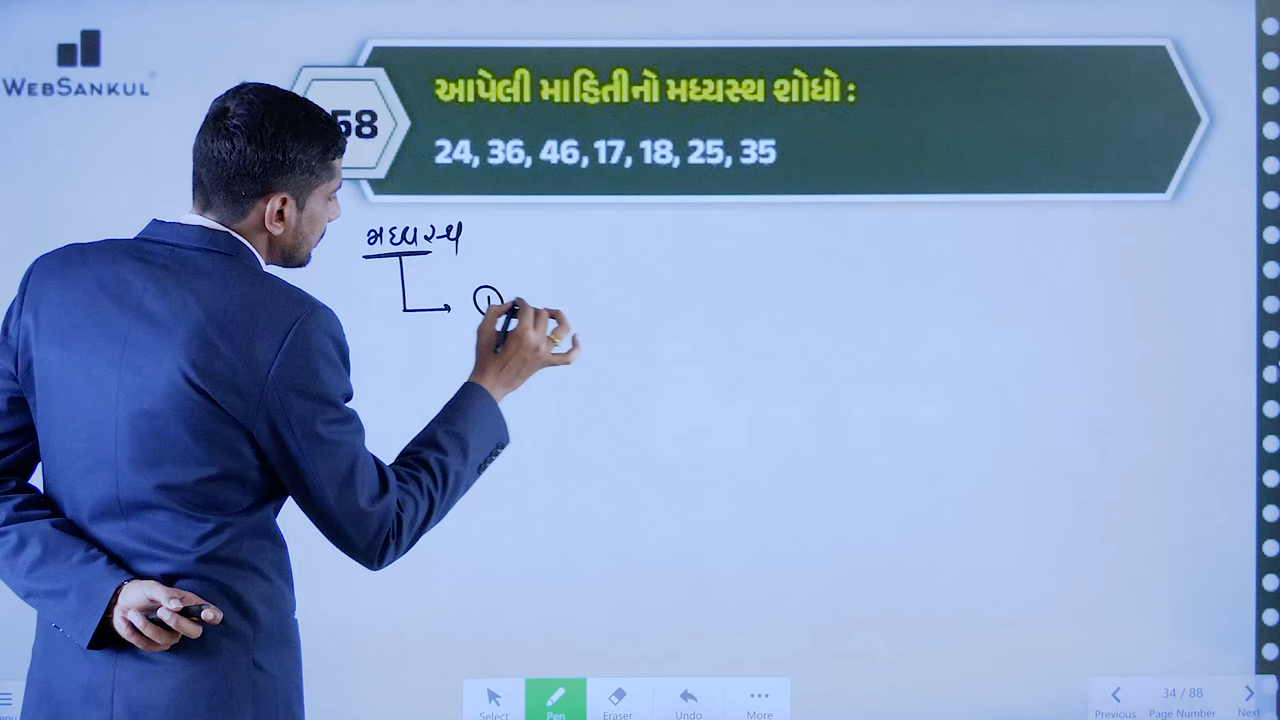 WEBSANKUL
58
આપેલી માહિતીનો મધ્યસ્થ શોધો :
24, 36, 46, 17, 18, 25, 35
મધ્યસ્થ
1
Select
Pen
Eraser
Undo
More
34 / 88
Previous
Page Number
Next